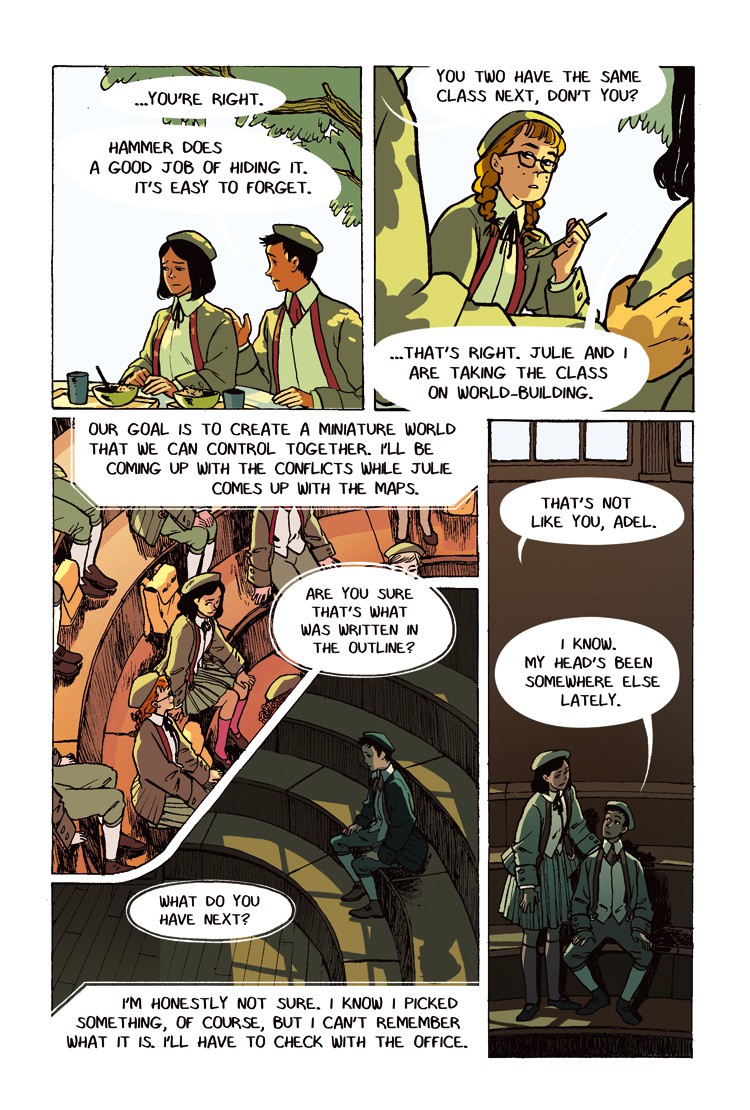 ...YOU'RE RIGHT.
HAMMER DOES
A GOOD JOB OF HIDING IT.
IT'S EASY TO FORGET.
YOU TWO HAVE THE SAME
CLASS NEXT, DON'T YOU?
...THAT'S RIGHT. JULIE AND I
ARE TAKING THE CLASS
ON WORLD-BUILDING.
OUR GOAL IS TO CREATE A MINIATURE WORLD
THAT WE CAN CONTROL TOGETHER. I'LL BE
COMING UP WITH THE CONFLICTS WHILE JULIE
COMES UP WITH THE MAPS.
ARE YOU SURE
THAT'S WHAT
WAS WRITTEN IN
THE OUTLINE?
WHAT DO YOU
HAVE NEXT?
I'M HONESTLY NOT SURE. I KNOW I PICKED
SOMETHING, OF COURSE, BUT I CAN'T REMEMBER
WHAT IT IS. I'LL HAVE TO CHECK WITH THE OFFICE.
THAT'S NOT
LIKE YOU, ADEL.
I KNOW.
MY HEAD'S BEEN
SOMEWHERE ELSE
LATELY.